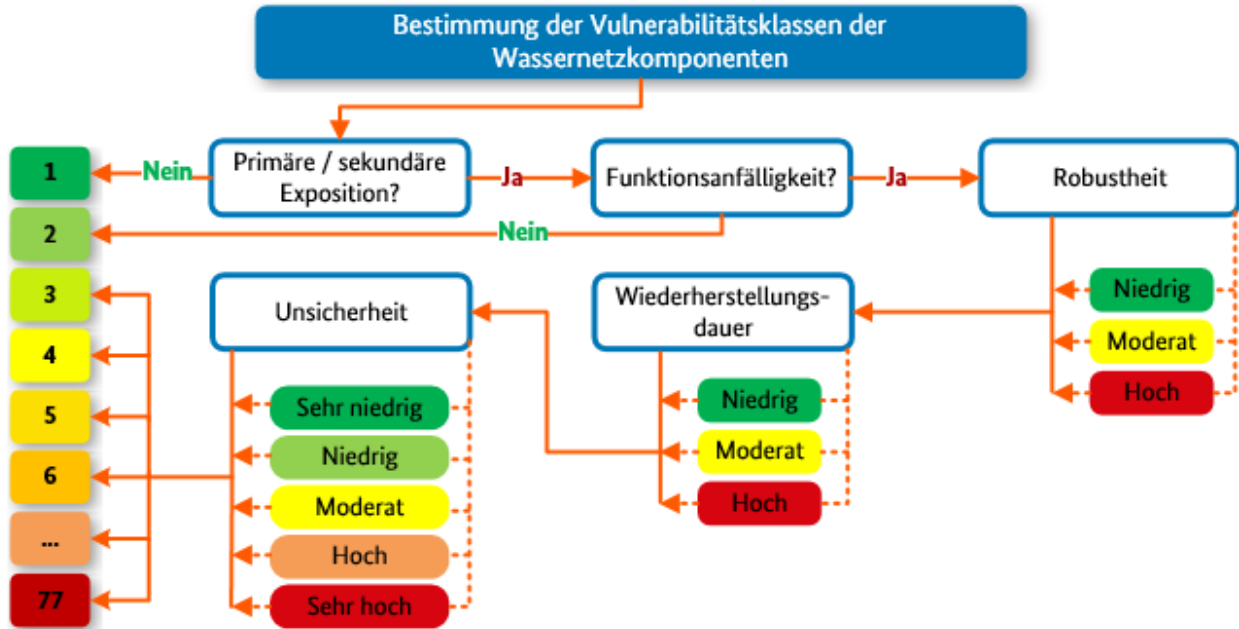 Bestimmung der Vulnerabilitätsklassen der
Wassernetzkomponenten
1
Nein
Primäre / sekundäre
Exposition?
Ja
Funktionsanfälligkeit?
Ja
Robustheit
2
Nein
3
4
5
6
...
77
Unsicherheit
Sehr niedrig
Niedrig
Moderat
Hoch
Sehr hoch
Wiederherstellungs-
dauer
Niedrig
Moderat
Hoch
Niedrig
Moderat
Hoch